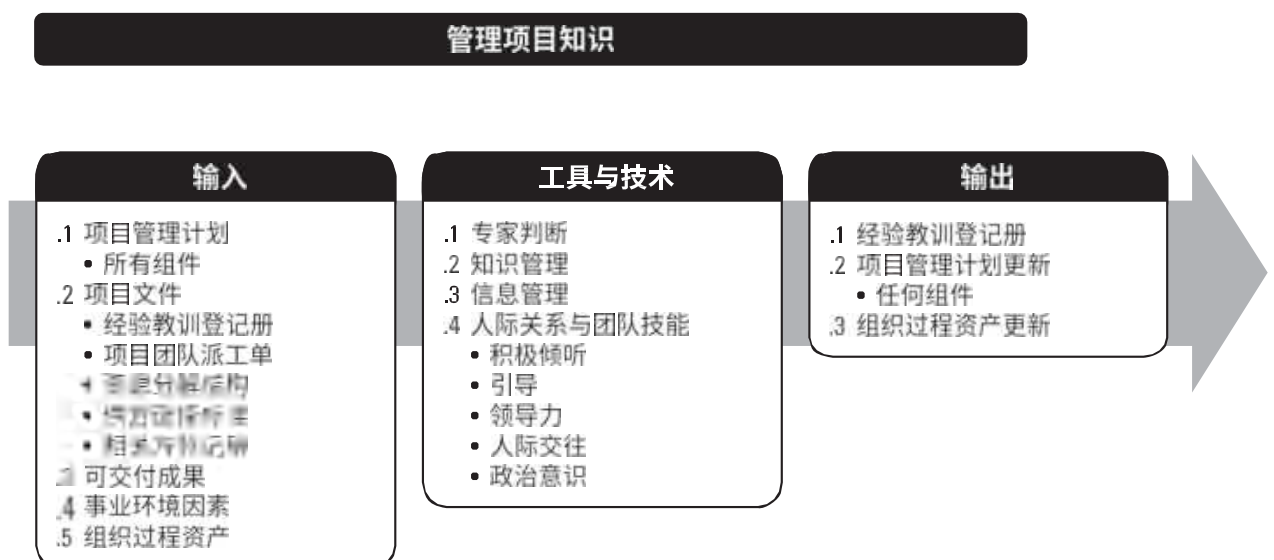 管理项目知识
输入
.1 项目管理计划
• 所有组件
.2 项目文件
• 经验教训登记册
• 项目团队派工单
可交付成果
.4 事业环境因素
.5 组织过程资产
工具与技术
.1 专家判断
.2 知识管理
.3 信息管理
.4 人际关系与团队技能
• 积极倾听
• 引导
• 领导力
• 人际交往
• 政治意识
输出
.1 经验教训登记册
.2 项目管理计划更新
• 任何组件
.3 组织过程资产更新